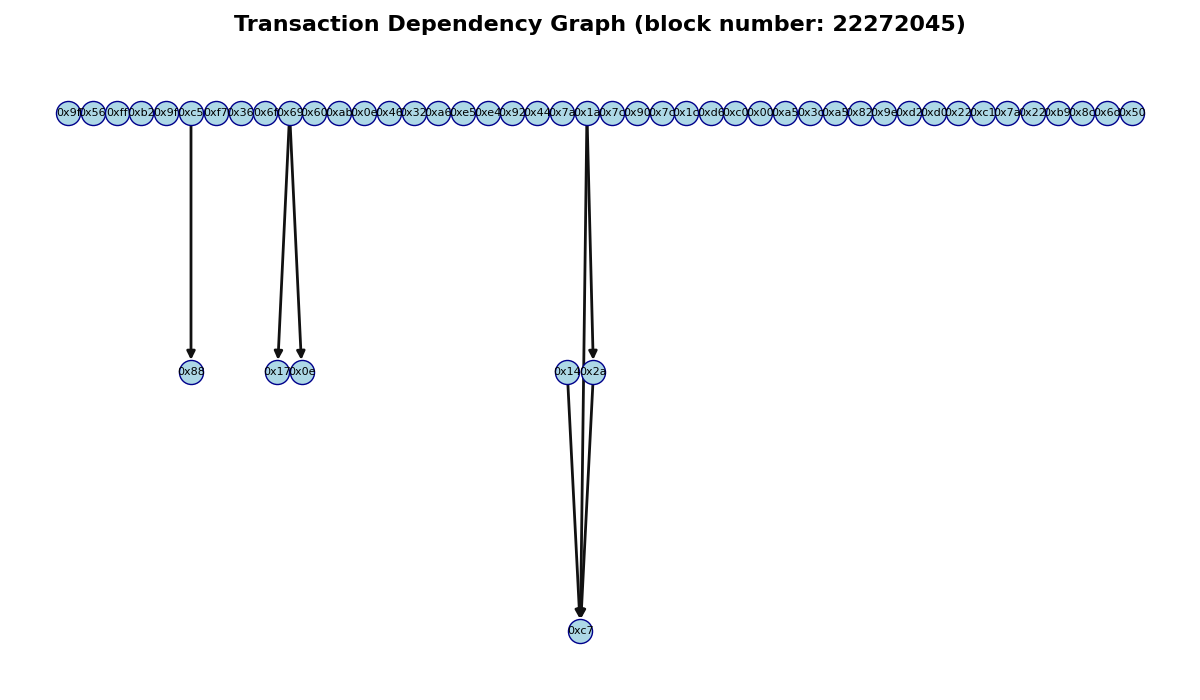 Transaction Dependency Graph (block number: 22272045)
0x9f 0x56 0xff 0xb2 0x9f 0xc5 0xf7 0x36 0x6f 0x69 0x60 0xab 0x0e 0x46 0x32 0xa6 0xe5 0xe4 0x92 0x44 0x7a 0x1a 0x7c 0x90 0x7c 0x1c 0xd6 0xc0 0x00 0xa5 0x3c 0xa5 0x82 0x9e 0xd2 0xd0 0x22 0xc1 0x7a 0x22 0xb9 0x8c 0x6c 0x50
0x88 0x17 0x0e 0x14 0x2a
0xc7